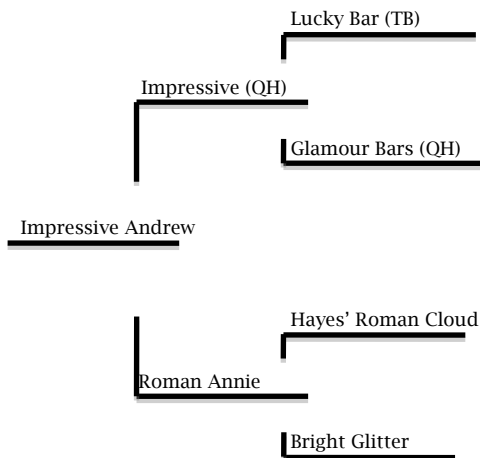 Lucky Bar (TB)
Impressive (QH)
Glamour Bars (QH)
Impressive Andrew
Hayes’ Roman Cloud
Roman Annie
Bright Glitter